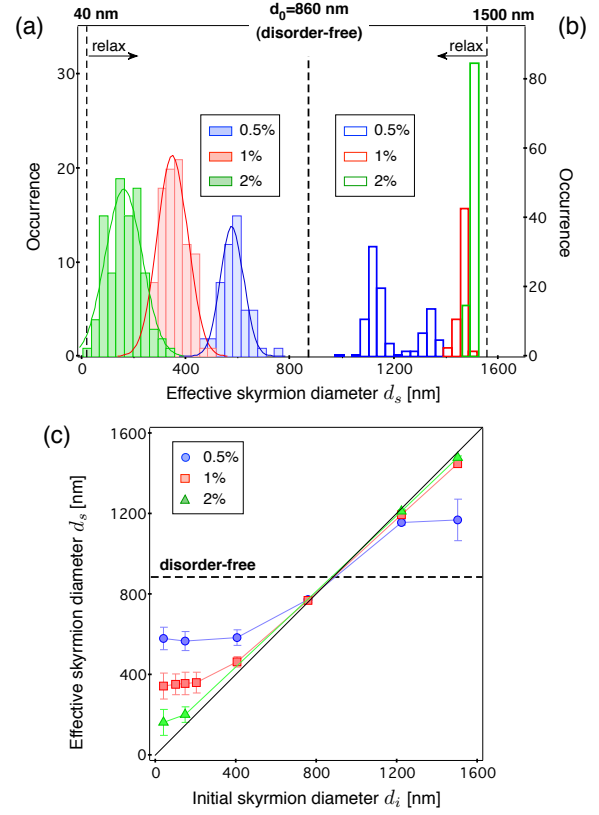 40 nm
d₀=860 nm
1500 nm
(a)
(disorder-free)
(b)
relax
relax
30
20
10
0
Occurrence
0.5%
1%
2%
0.5%
1%
2%
80
60
40
20
0
Occurrence
0
400
800
1200
1600
Effective skyrmion diameter dₛ [nm]
(c)
1600
1200
800
400
0
Effective skyrmion diameter dₛ [nm]
0.5%
1%
2%
disorder-free
0
400
800
1200
1600
Initial skyrmion diameter dᵢ [nm]